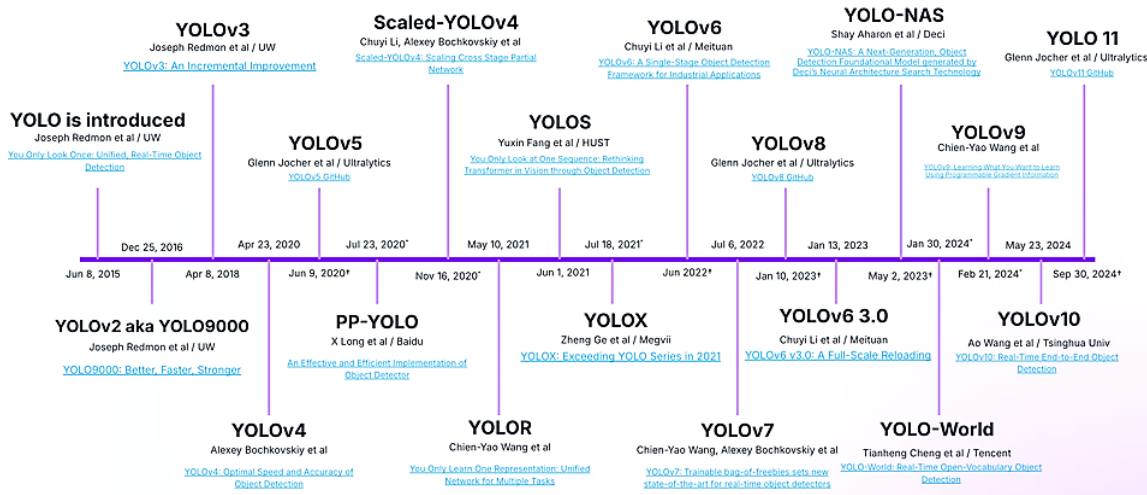 YOLO is introduced
Joseph Redmon et al / UW
You Only Look Once: Unified, Real-Time Object
Detection
YOLOv3
Joseph Redmon et al / UW
YOLOv3: An Incremental Improvement
YOLOv5
Glenn Jocher et al / Ultralytics
YOLOv5 GitHub
Scaled-YOLOv4
Chuyi Li, Alexey Bochkovskiy et al
Scaled-YOLOv4: Scaling Cross Stage Partial
Network
YOLOS
Yuxin Fang et al / HUST
You Only Look at One Sequence: Rethinking
Transformer in Vision through Object Detection
YOLOv6
Chuyi Li et al / Meituan
YOLOv6: A Single-Stage Object Detection
Framework for Industrial Applications
YOLOv8
Glenn Jocher et al / Ultralytics
YOLOv8 GitHub
YOLO-NAS
Shay Aharon et al / Deci
YOLO-NAS: A Next-Generation, Object
Detection Foundational Model generated by
Deci's Neural Architecture Search Technology
YOLOv9
Chien-Yao Wang et al
YOLOv9: Learning What You Want to Learn
Using Programmable Gradient Information
YOLO 11
Glenn Jocher et al / Ultralytics
YOLOv11 GitHub
Dec 25, 2016
Apr 23, 2020
Jul 23, 2020*
May 10, 2021
Jul 18, 2021*
Jul 6, 2022
Jan 13, 2023
Jan 30, 2024*
May 23, 2024
Jun 8, 2015
Apr 8, 2018
Jun 9, 2020†
Nov 16, 2020*
Jun 1, 2021
Jun 2022†
Jan 10, 2023†
May 2, 2023†
Feb 21, 2024*
Sep 30, 2024†
YOLOv2 aka YOLO9000
Joseph Redmon et al / UW
YOLO9000: Better, Faster, Stronger
YOLOv4
Alexey Bochkovskiy et al
YOLOv4: Optimal Speed and Accuracy of
Object Detection
PP-YOLO
X Long et al / Baidu
An Effective and Efficient Implementation of
Object Detector
YOLOR
Chien-Yao Wang et al
You Only Learn One Representation: Unified
Network for Multiple Tasks
YOLOX
Zheng Ge et al / Megvii
YOLOX: Exceeding YOLO Series in 2021
YOLOv7
Chien-Yao Wang, Alexey Bochkovskiy et al
YOLOv7: Trainable bag-of-freebies sets new
state-of-the-art for real-time object detectors
YOLOv6 3.0
Chuyi Li et al / Meituan
YOLOv6 v3.0: A Full-Scale Reloading
YOLO-World
Tianheng Cheng et al / Tencent
YOLO-World: Real-Time Open-Vocabulary Object
Detection
YOLOv10
Ao Wang et al / Tsinghua Univ
YOLOv10: Real-Time End-to-End Object
Detection